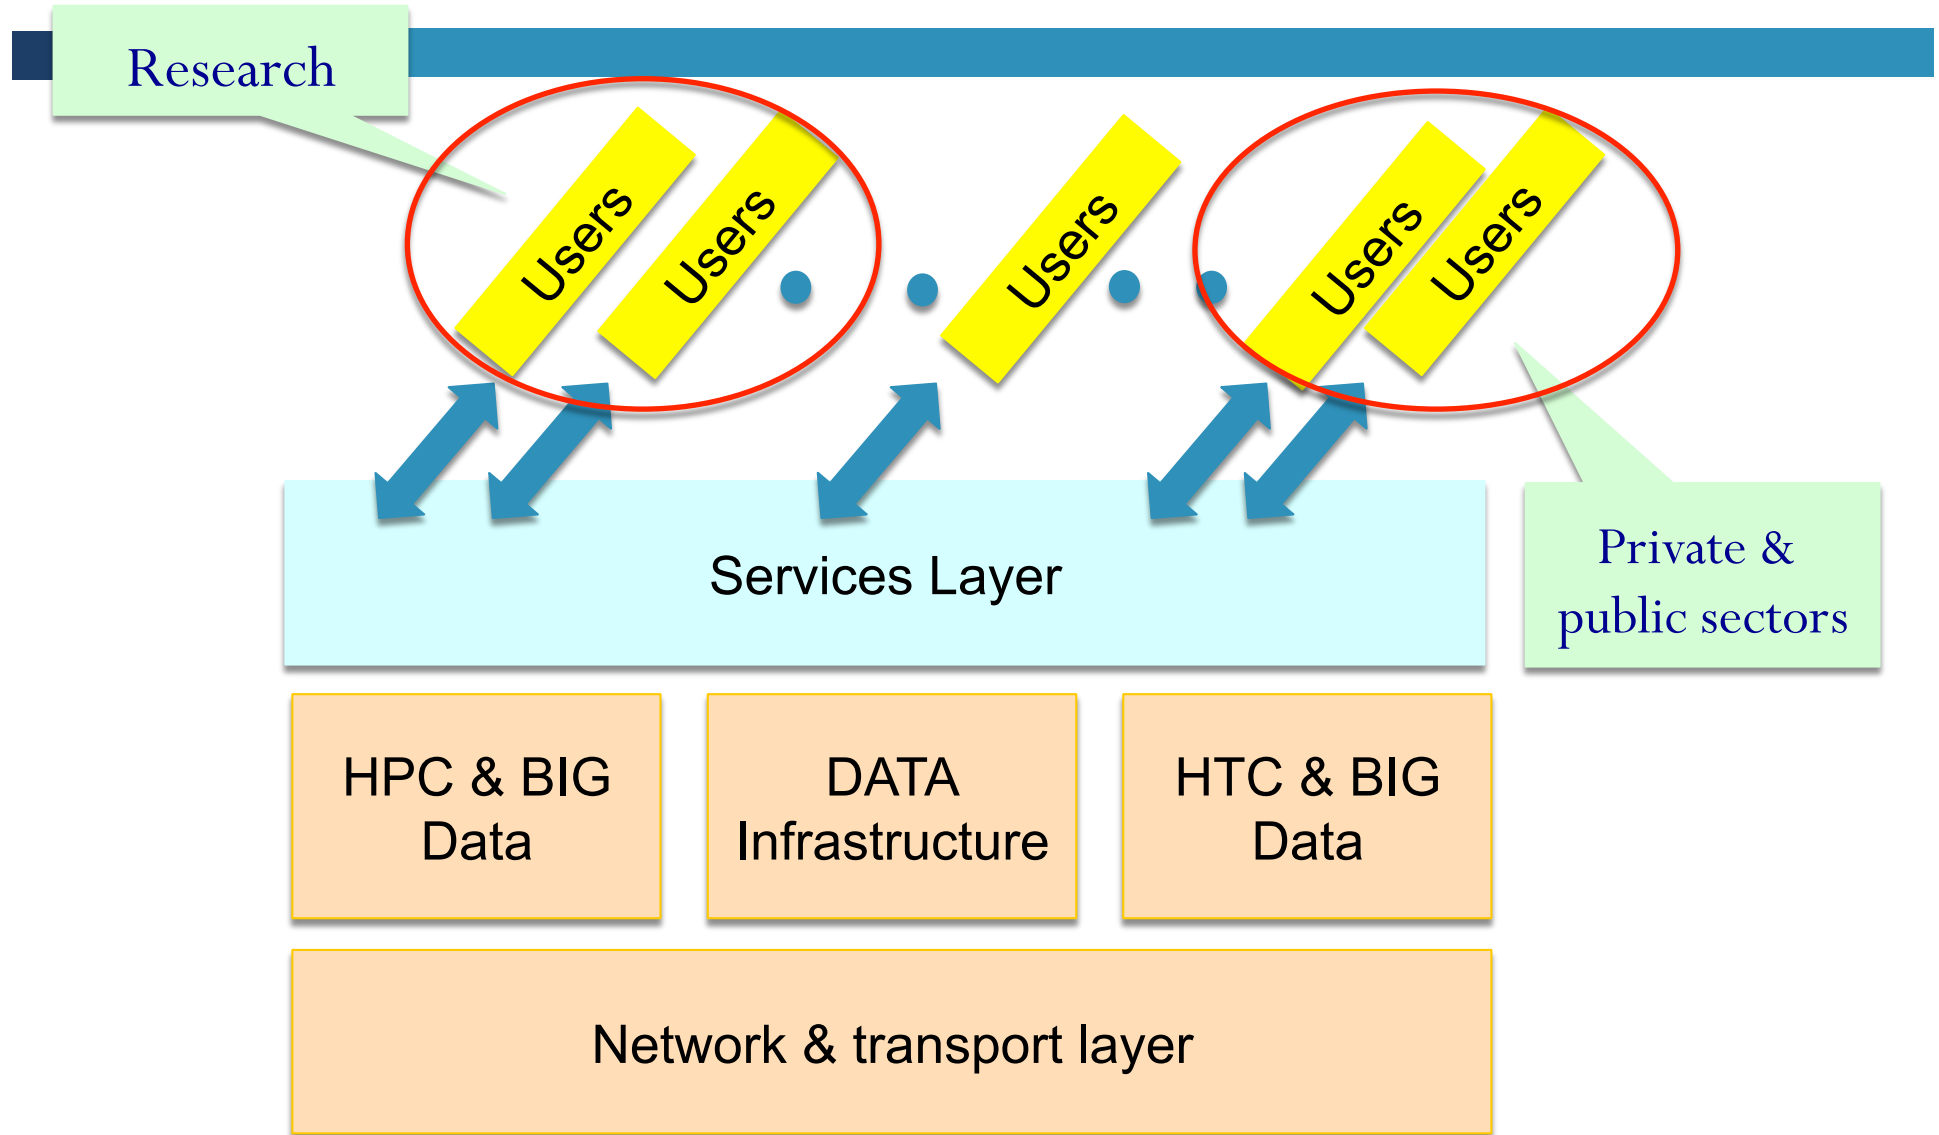 Research
Users
Users
Users
Users
Users
Services Layer
Private &
public sectors
HPC & BIG
Data
DATA
Infrastructure
HTC & BIG
Data
Network & transport layer